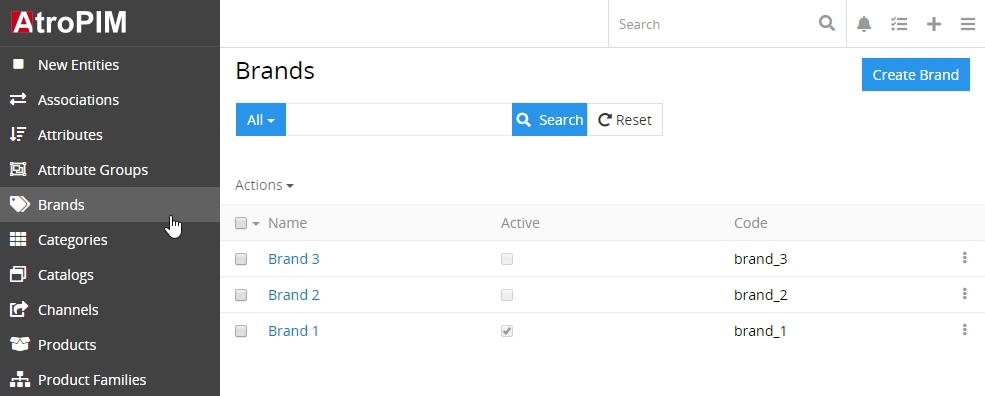 AtroPIM
New Entities
Associations
Attributes
Attribute Groups
Brands
Categories
Catalogs
Channels
Products
Product Families
Search
Brands
Create Brand
All
Search
Reset
Actions
Name Active Code
Brand 3 brand_3
Brand 2 brand_2
Brand 1 brand_1